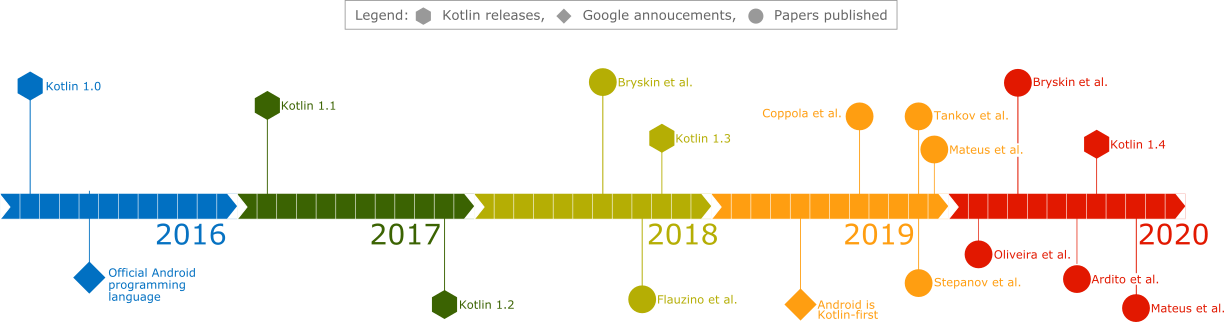 Legend: Kotlin releases, Google annoucements, Papers published
Kotlin 1.0
Kotlin 1.1
Bryskin et al.
Kotlin 1.3
Coppola et al.
Tankov et al.
Mateus et al.
Bryskin et al.
Kotlin 1.4
2016
2017
2018
2019
2020
Official Android
programming
language
Kotlin 1.2
Flauzino et al.
Android is
Kotlin-first
Stepanov et al.
Oliveira et al.
Ardito et al.
Mateus et al.